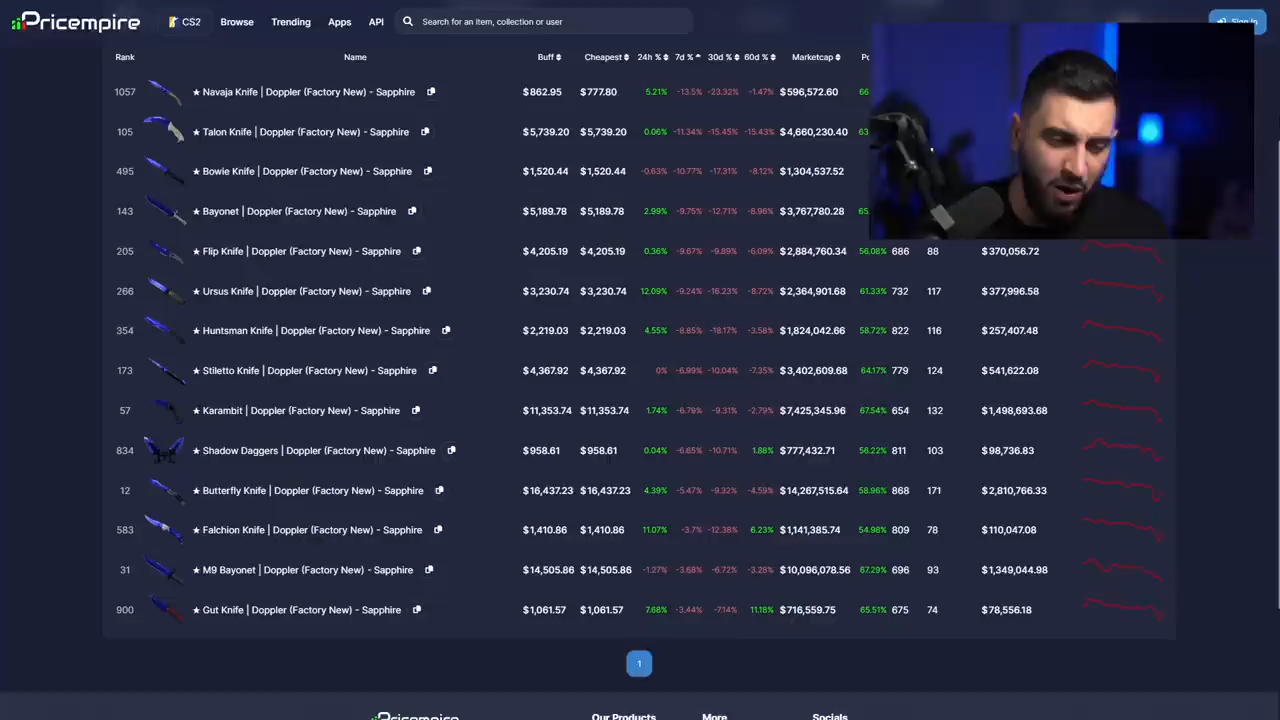 Pricempire CS2 Browse Trending Apps API Search for an item, collection or user Sign In
Rank Name Buff Cheapest 24h % 7d % 30d % 60d % Marketcap
1057 ★ Navaja Knife | Doppler (Factory New) - Sapphire $862.95 $777.80 5.21% -13.5% -23.32% -1.47% $596,572.60
105 ★ Talon Knife | Doppler (Factory New) - Sapphire $5,739.20 $5,739.20 0.06% -11.34% -15.45% -15.43% $4,660,230.40
495 ★ Bowie Knife | Doppler (Factory New) - Sapphire $1,520.44 $1,520.44 -0.63% -10.77% -17.31% -8.12% $1,304,537.52
143 ★ Bayonet | Doppler (Factory New) - Sapphire $5,189.78 $5,189.78 2.99% -9.75% -12.71% -8.96% $3,767,780.28
205 ★ Flip Knife | Doppler (Factory New) - Sapphire $4,205.19 $4,205.19 0.36% -9.67% -9.89% -6.09% $2,884,760.34 56.08% 686 88 $370,056.72
266 ★ Ursus Knife | Doppler (Factory New) - Sapphire $3,230.74 $3,230.74 12.09% -9.24% -16.23% -8.72% $2,364,901.68 61.33% 732 117 $377,996.58
354 ★ Huntsman Knife | Doppler (Factory New) - Sapphire $2,219.03 $2,219.03 4.55% -8.85% -18.17% -3.58% $1,824,042.66 58.72% 822 116 $257,407.48
173 ★ Stiletto Knife | Doppler (Factory New) - Sapphire $4,367.92 $4,367.92 0% -6.99% -10.04% -7.35% $3,402,609.68 64.17% 779 124 $541,622.08
57 ★ Karambit | Doppler (Factory New) - Sapphire $11,353.74 $11,353.74 1.74% -6.79% -9.31% -2.79% $7,425,345.96 67.54% 654 132 $1,498,693.68
834 ★ Shadow Daggers | Doppler (Factory New) - Sapphire $958.61 $958.61 0.04% -6.65% -10.71% 1.88% $777,432.71 56.22% 811 103 $98,736.83
12 ★ Butterfly Knife | Doppler (Factory New) - Sapphire $16,437.23 $16,437.23 4.39% -5.47% -9.32% -4.59% $14,267,515.64 58.96% 868 171 $2,810,766.33
583 ★ Falchion Knife | Doppler (Factory New) - Sapphire $1,410.86 $1,410.86 11.07% -3.7% -12.38% 6.23% $1,141,385.74 54.98% 809 78 $110,047.08
31 ★ M9 Bayonet | Doppler (Factory New) - Sapphire $14,505.86 $14,505.86 -1.27% -3.68% -6.72% -3.28% $10,096,078.56 67.29% 696 93 $1,349,044.98
900 ★ Gut Knife | Doppler (Factory New) - Sapphire $1,061.57 $1,061.57 7.68% -3.44% -7.14% 11.18% $716,559.75 65.51% 675 74 $78,556.18
1
Pricempire Our Products More Socials